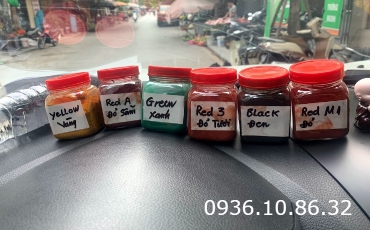 Yellow
Vàng
Red A
Đỏ Sẫm
Green
Xanh
Red 3
Đỏ Tươi
Black
Đen
Red M1
Đỏ
0936.10.86.32